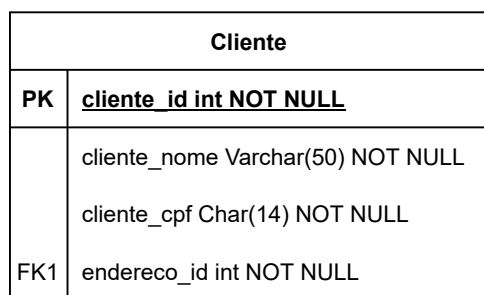 Cliente
PK cliente_id int NOT NULL
cliente_nome Varchar(50) NOT NULL
cliente_cpf Char(14) NOT NULL
FK1 endereco_id int NOT NULL